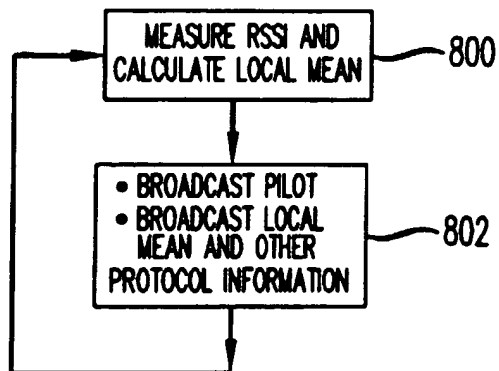 MEASURE RSSI AND
CALCULATE LOCAL MEAN
800
• BROADCAST PILOT
• BROADCAST LOCAL
MEAN AND OTHER
PROTOCOL INFORMATION
802